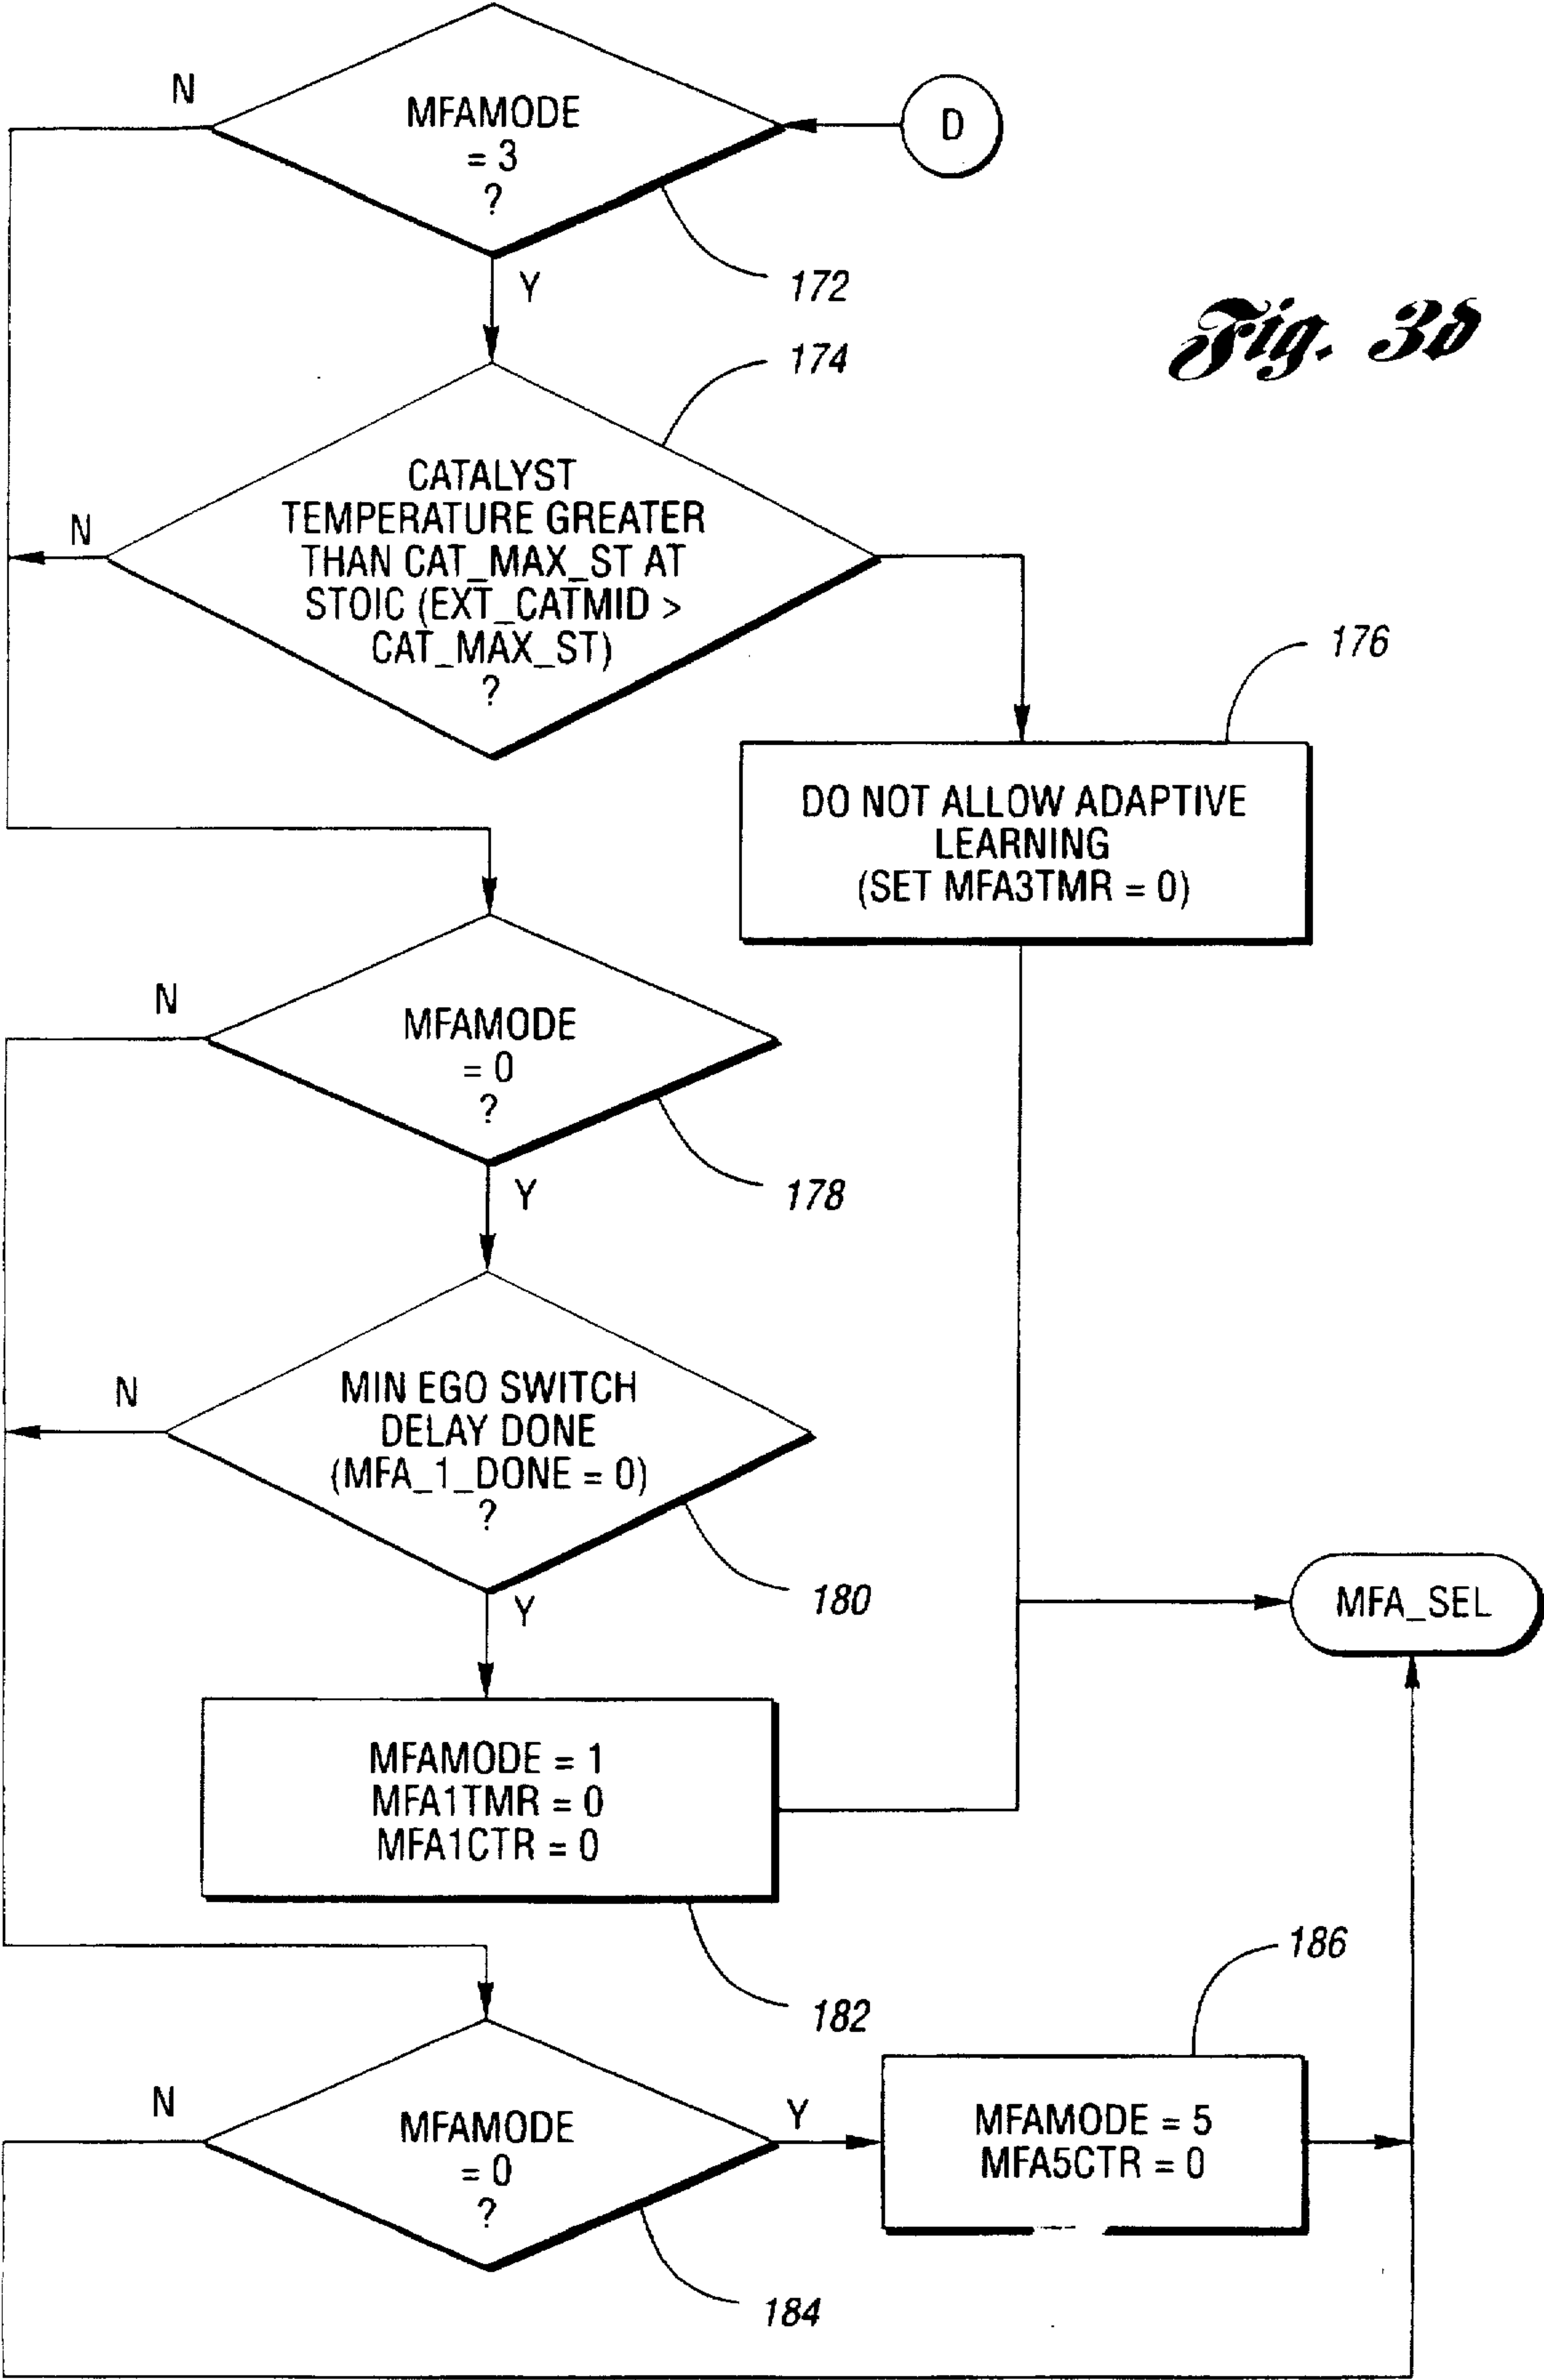 N
MFAMODE
= 3
?
D
Y
172
Fig. 3d
174
CATALYST
TEMPERATURE GREATER
THAN CAT_MAX_ST AT
STOIC (EXT_CATMID >
CAT_MAX_ST)
?
N
176
DO NOT ALLOW ADAPTIVE
LEARNING
(SET MFA3TMR = 0)
N
MFAMODE
= 0
?
Y
178
N
MIN EGO SWITCH
DELAY DONE
(MFA_1_DONE = 0)
?
Y
180
MFA_SEL
MFAMODE = 1
MFA1TMR = 0
MFA1CTR = 0
182
186
N
MFAMODE
= 0
?
Y
MFAMODE = 5
MFA5CTR = 0
184